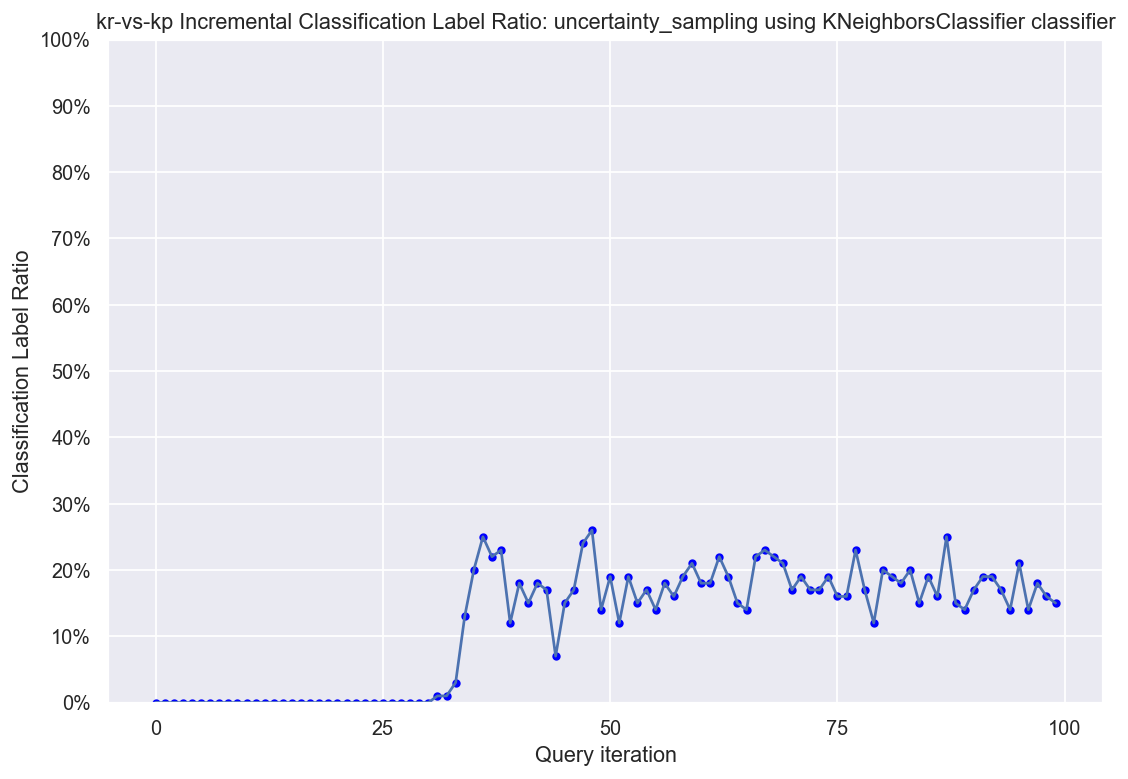 kr-vs-kp Incremental Classification Label Ratio: uncertainty_sampling using KNeighborsClassifier classifier
100%
90%
80%
70%
60%
50%
40%
30%
20%
10%
0%
Classification Label Ratio
0 25 50 75 100
Query iteration